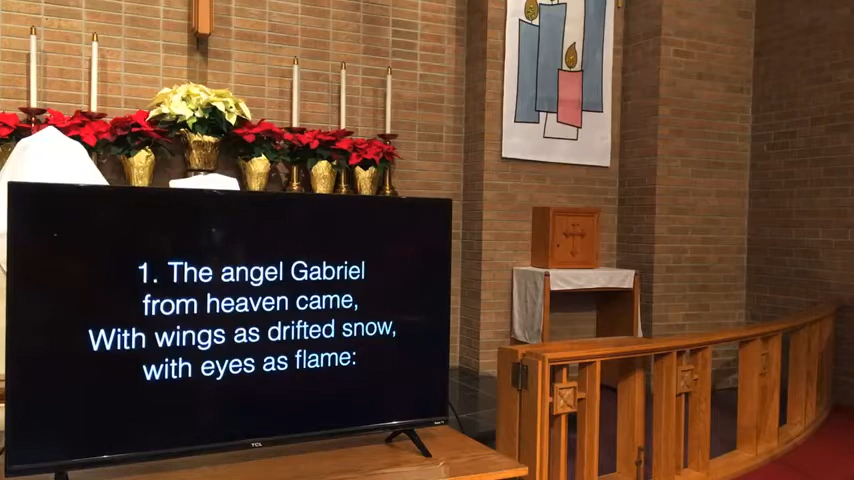 1. The angel Gabriel
from heaven came,
With wings as drifted snow,
with eyes as flame:
TCL